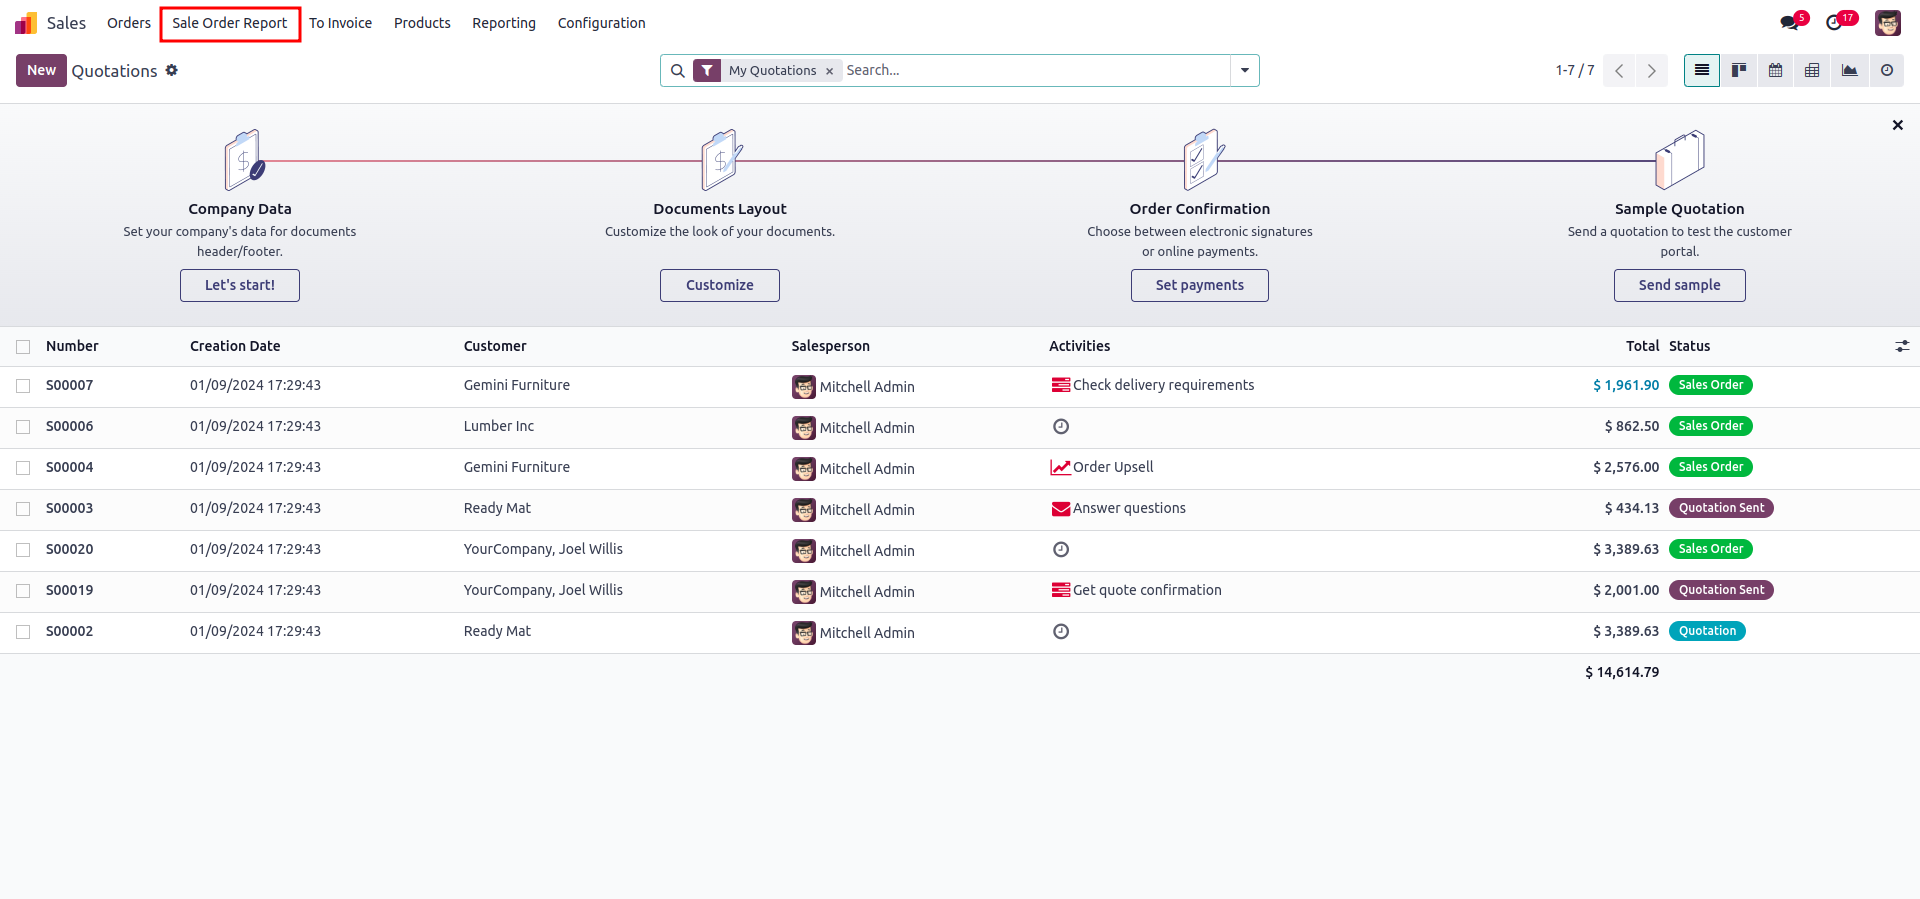 Sales Orders Sale Order Report To Invoice Products Reporting Configuration 5 17
New Quotations My Quotations × Search... 1-7 / 7
Company Data
Set your company's data for documents
header/footer.
Let's start!
Documents Layout
Customize the look of your documents.
Customize
Order Confirmation
Choose between electronic signatures
or online payments.
Set payments
Sample Quotation
Send a quotation to test the customer
portal.
Send sample
Number Creation Date Customer Salesperson Activities Total Status
S00007 01/09/2024 17:29:43 Gemini Furniture Mitchell Admin Check delivery requirements $ 1,961.90 Sales Order
S00006 01/09/2024 17:29:43 Lumber Inc Mitchell Admin $ 862.50 Sales Order
S00004 01/09/2024 17:29:43 Gemini Furniture Mitchell Admin Order Upsell $ 2,576.00 Sales Order
S00003 01/09/2024 17:29:43 Ready Mat Mitchell Admin Answer questions $ 434.13 Quotation Sent
S00020 01/09/2024 17:29:43 YourCompany, Joel Willis Mitchell Admin $ 3,389.63 Sales Order
S00019 01/09/2024 17:29:43 YourCompany, Joel Willis Mitchell Admin Get quote confirmation $ 2,001.00 Quotation Sent
S00002 01/09/2024 17:29:43 Ready Mat Mitchell Admin $ 3,389.63 Quotation
$ 14,614.79